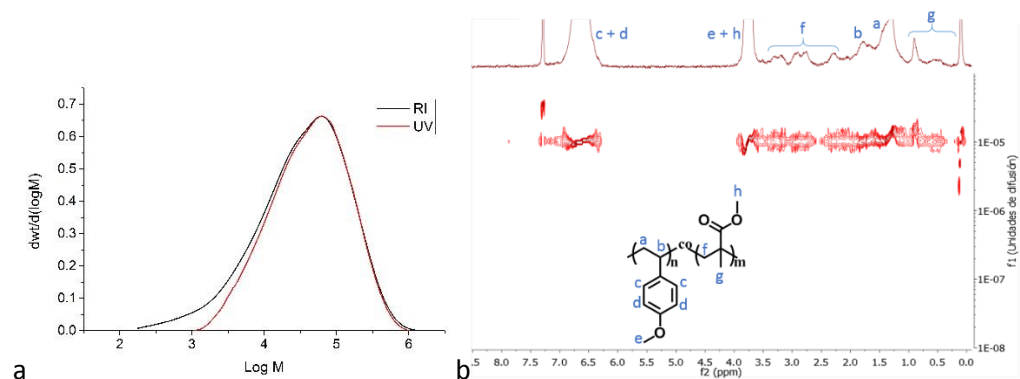 0.7
0.6
0.5
0.4
0.3
0.2
0.1
0.0
dwt/d(logM)
2 3 4 5 6
Log M
RI
UV
a
c + d
e + h
f
b
a
g
1E-05
1E-06
1E-07
1E-08
f1 (Unidades de difusión)
h
O
O
a b co f
n m
g
c c
d d
e O
8.5 8.0 7.5 7.0 6.5 6.0 5.5 5.0 4.5 4.0 3.5 3.0 2.5 2.0 1.5 1.0 0.5 0.0
f2 (ppm)
b